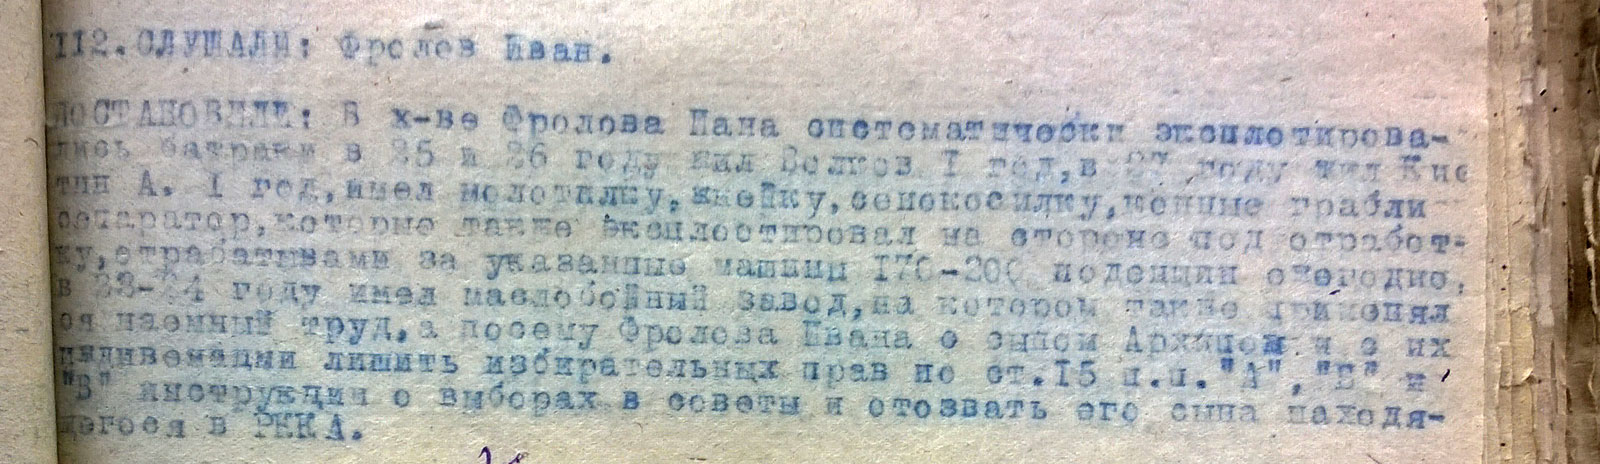 112.СЛУШАЛИ: Фролов Иван.
ПОСТАНОВИЛИ: В х-ве Фролова Ивана систематически эксплотирова-
лись батраки в 25 и 26 году жил Волков I год, в 27 году жил Кис
тин А. I год, имел молотилку, жнейку, сенокосилку, конные грабли
сепаратор, которые также эксплоотировал на стороне под отработ-
ку, отрабатывами за указанные машины 170-200 поденщин ежегодно,
в 23-24 году имел маслобойный завод, на котором также применял
ся наемный труд, а посему Фролова Ивана с сыном Архипом и с их
иждивенцами лишить избирательных прав по ст.15 п.п."А", "Б" и
"В" инструкции о выборах в советы и отозвать его сына находя-
щегося в РККА.